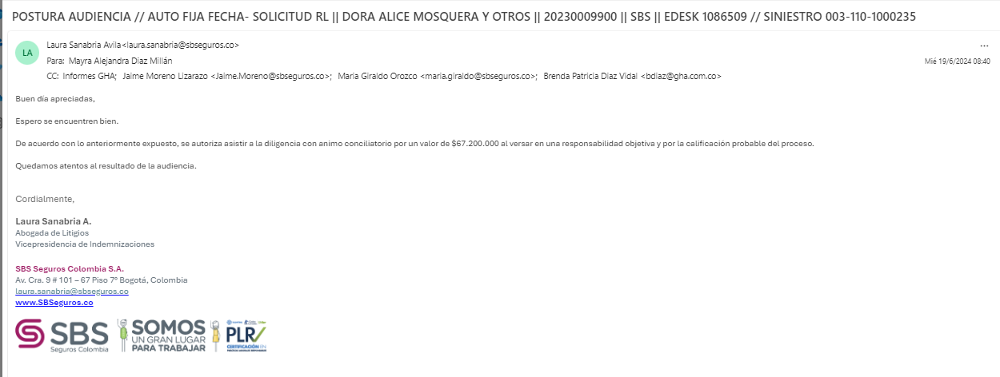 POSTURA AUDIENCIA // AUTO FIJA FECHA- SOLICITUD RL || DORA ALICE MOSQUERA Y OTROS || 20230009900 || SBS || EDESK 1086509 // SINIESTRO 003-110-1000235
LA
Laura Sanabria Avila<laura.sanabria@sbseguros.co>
...
Para: Mayra Alejandra Diaz Millán
Mié 19/6/2024 08:40
CC: Informes GHA; Jaime Moreno Lizarazo <Jaime.Moreno@sbseguros.co>; Maria Giraldo Orozco <maria.giraldo@sbseguros.co>; Brenda Patricia Diaz Vidal <bdiaz@gha.com.co>
Buen día apreciadas,
Espero se encuentren bien.
De acuerdo con lo anteriormente expuesto, se autoriza asistir a la diligencia con animo conciliatorio por un valor de $67.200.000 al versar en una responsabilidad objetiva y por la calificación probable del proceso.
Quedamos atentos al resultado de la audiencia.
Cordialmente,
Laura Sanabria A.
Abogada de Litigios
Vicepresidencia de Indemnizaciones
SBS Seguros Colombia S.A.
Av. Cra. 9 # 101 – 67 Piso 7° Bogotá, Colombia
laura.sanabria@sbseguros.co
www.SBSeguros.co
SBS
Seguros Colombia
SOMOS
UN GRAN LUGAR
PARA TRABAJAR
PLR
CERTIFICACIÓN EN